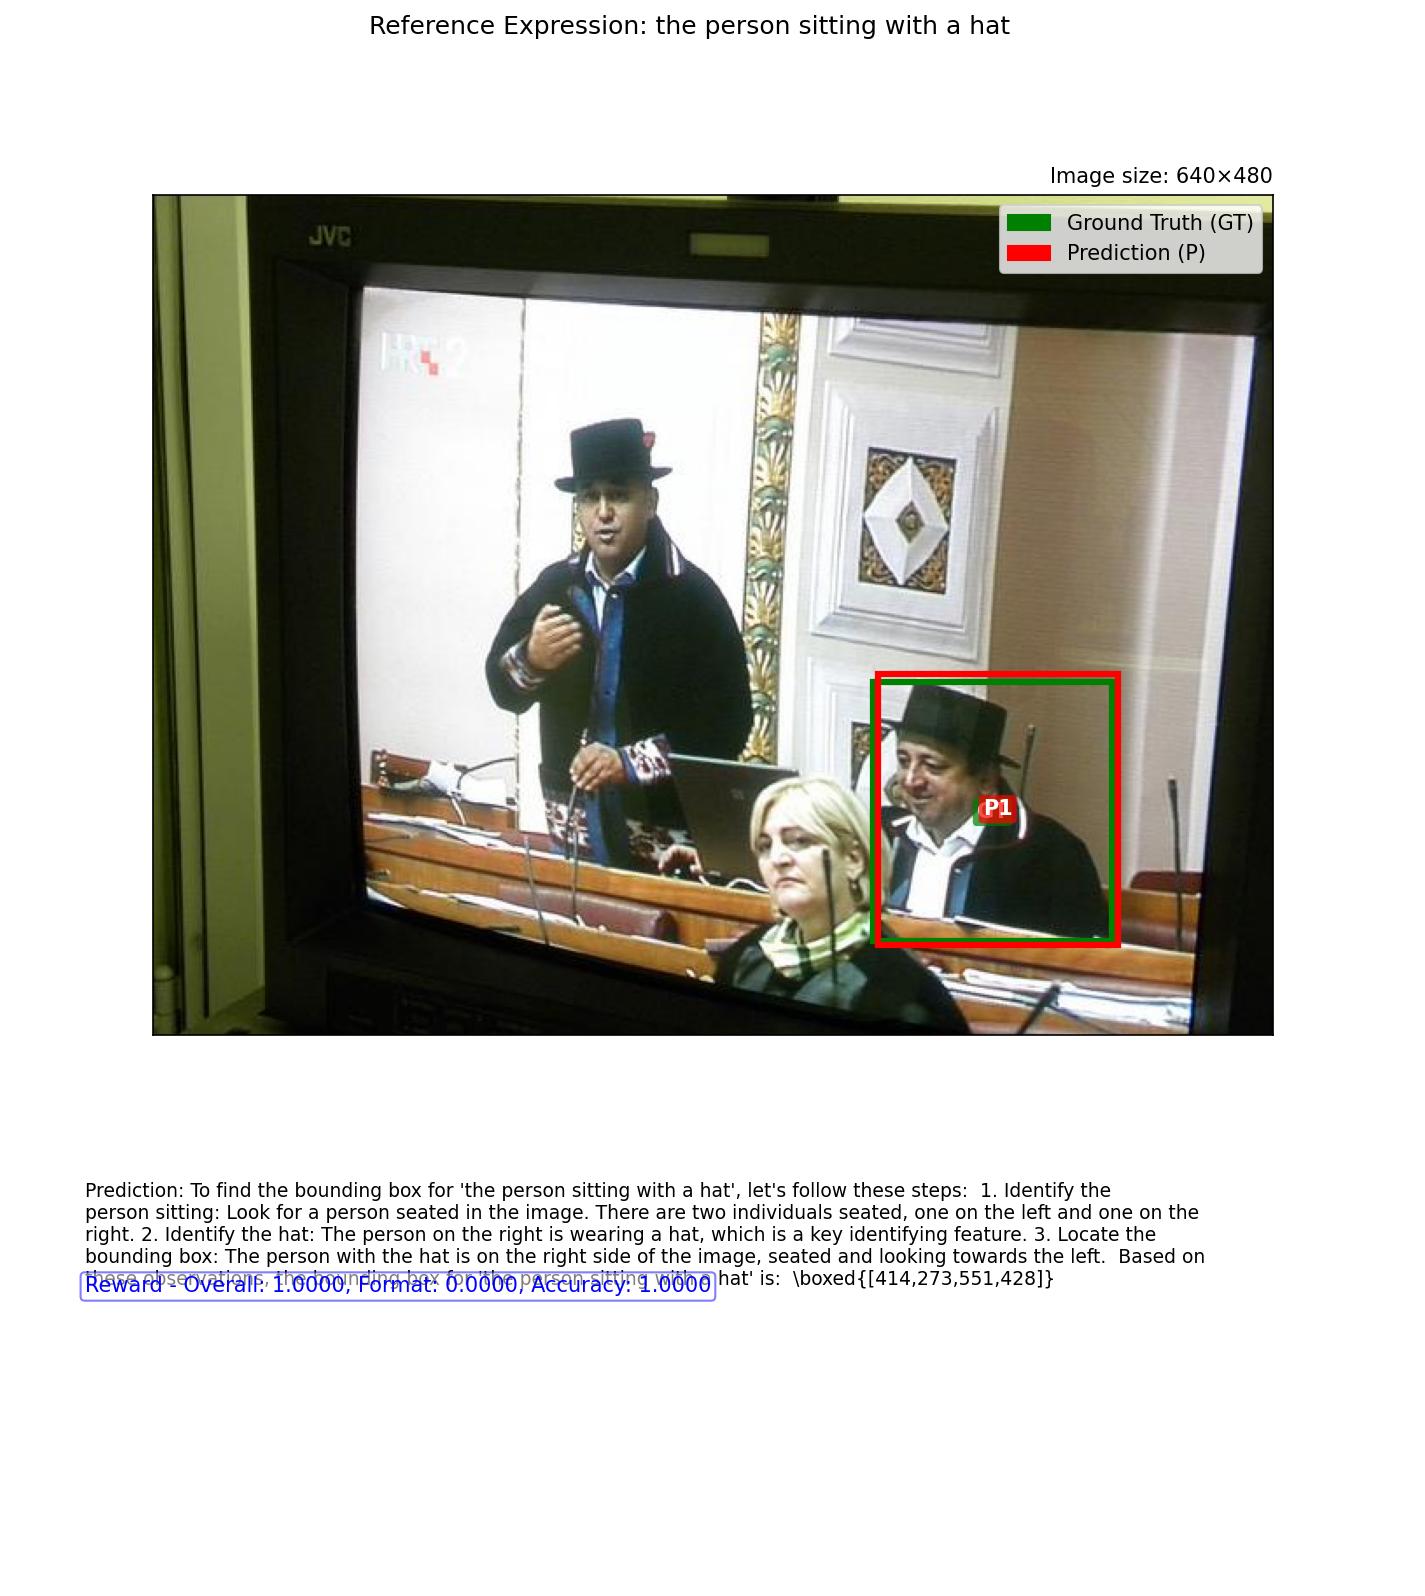 Reference Expression: the person sitting with a hat
Image size: 640×480
Ground Truth (GT)
Prediction (P)
JVC
HRT 2
P1
Prediction: To find the bounding box for 'the person sitting with a hat', let's follow these steps:  1. Identify the
person sitting: Look for a person seated in the image. There are two individuals seated, one on the left and one on the
right. 2. Identify the hat: The person on the right is wearing a hat, which is a key identifying feature. 3. Locate the
bounding box: The person with the hat is on the right side of the image, seated and looking towards the left.  Based on
these observations, the bounding box for 'the person sitting with a hat' is:  \boxed{[414,273,551,428]}
Reward - Overall: 1.0000, Format: 0.0000, Accuracy: 1.0000